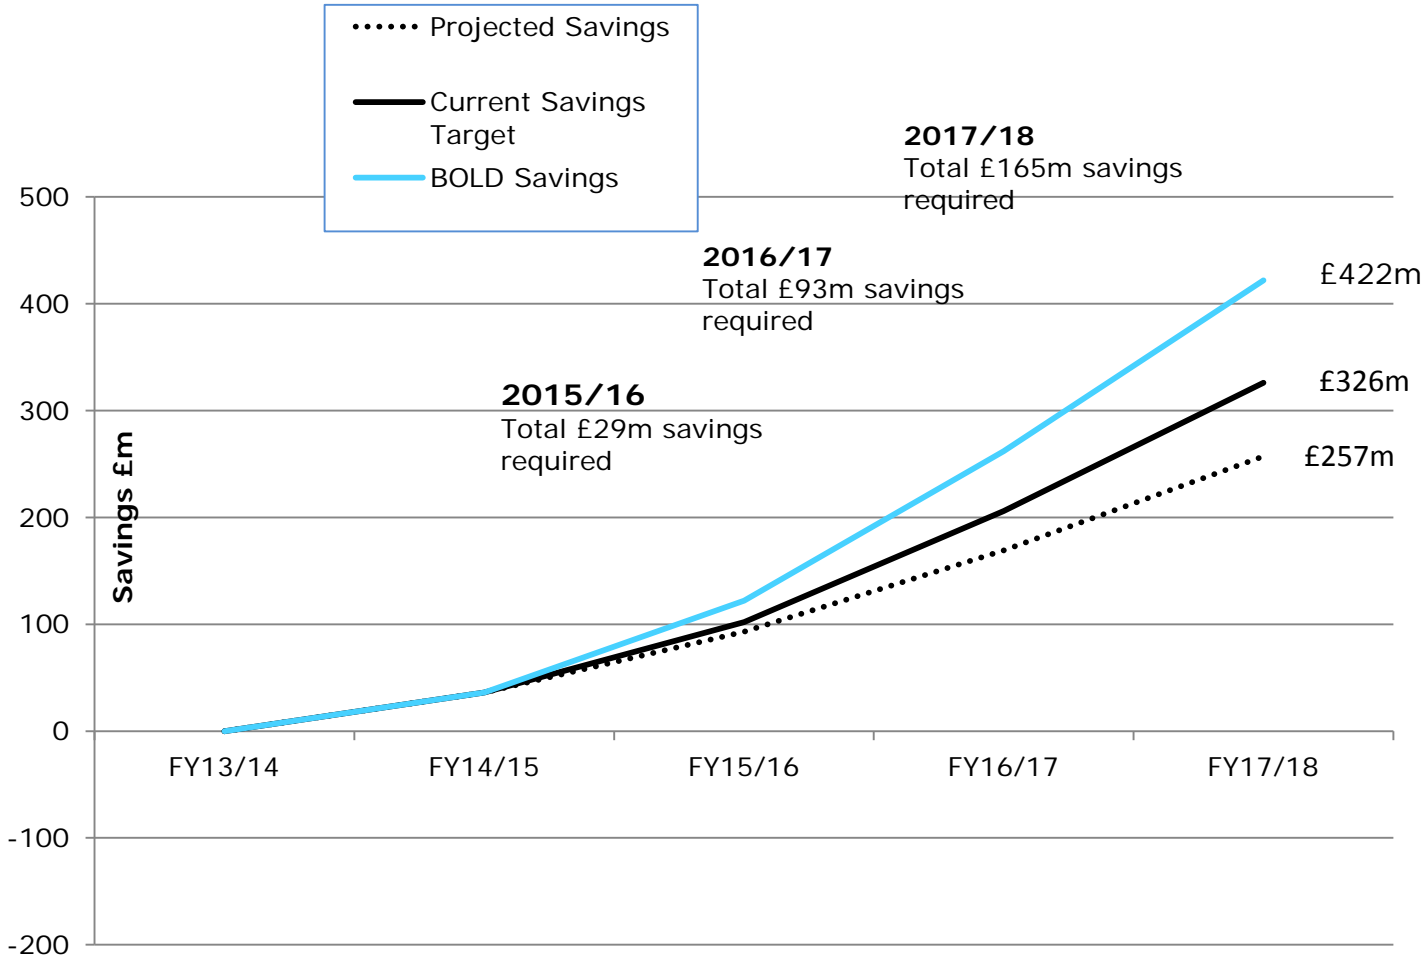 Projected Savings
Current Savings
Target
BOLD Savings
2017/18
Total £165m savings
required
2016/17
Total £93m savings
required
2015/16
Total £29m savings
required
£422m
£326m
£257m
Savings £m
500
400
300
200
100
0
-100
-200
FY13/14 FY14/15 FY15/16 FY16/17 FY17/18